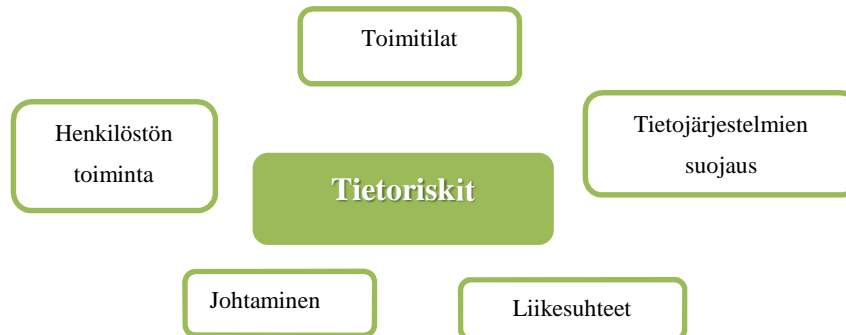 Toimitilat
Henkilöstön
toiminta
Tietojärjestelmien
suojaus
Tietoriskit
Johtaminen
Liikesuhteet